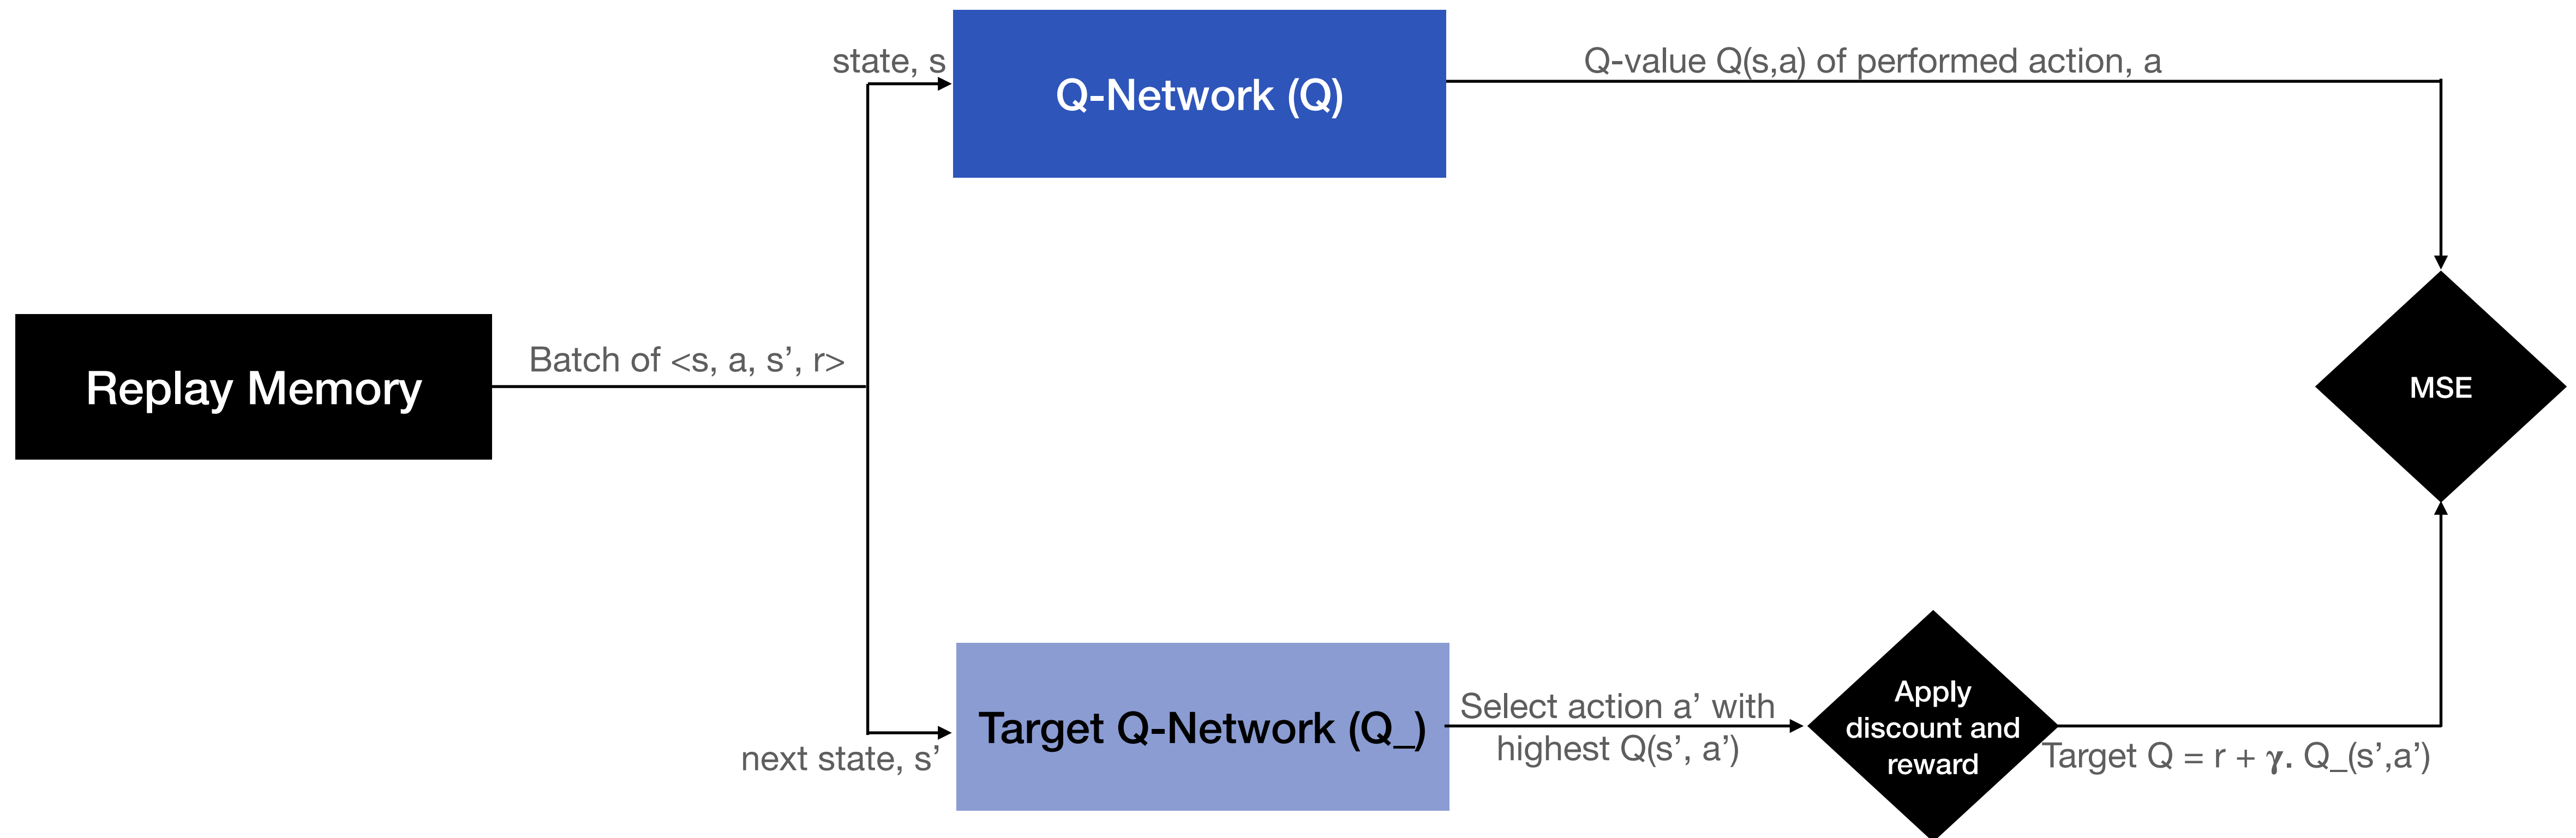 state, s
Q-Network (Q)
Q-value Q(s,a) of performed action, a
Replay Memory
Batch of <s, a, s’, r>
MSE
next state, s’
Target Q-Network (Q_)
Select action a’ with
highest Q(s’, a’)
Apply
discount and
reward
Target Q = r + γ. Q_(s’,a’)